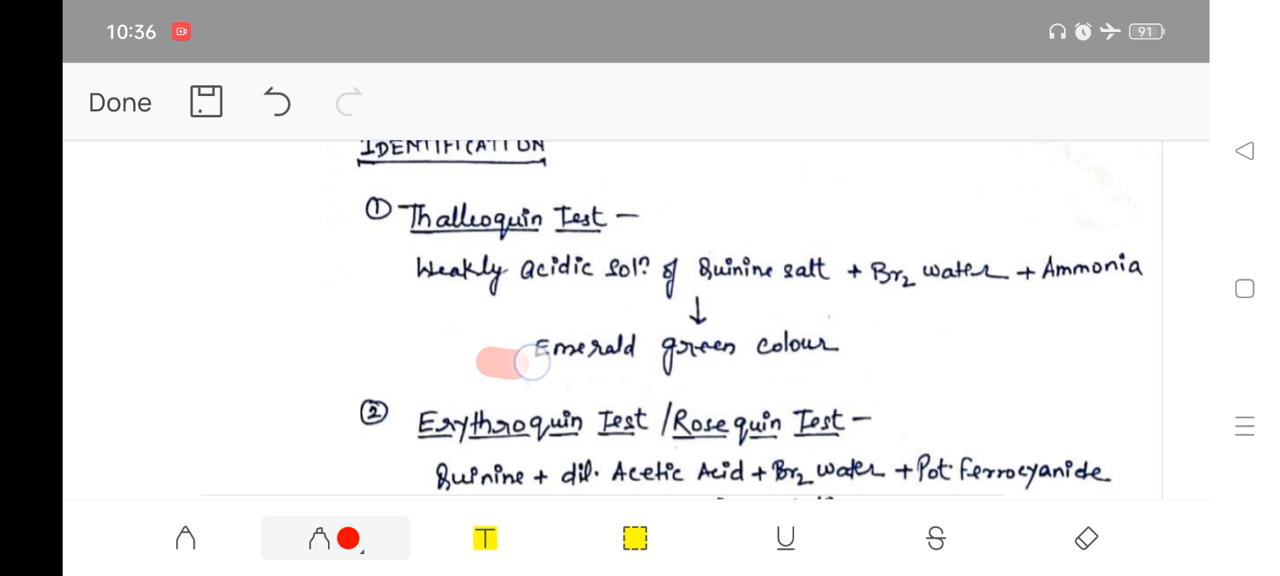 10:36
91
Done
IDENTIFICATION
① Thalleoquin Test —
Weakly acidic Solⁿ of Quinine salt + Br₂ water + Ammonia
↓
Emerald green colour
② Erythroquin Test / Rosequin Test —
Quinine + dil. Acetic Acid + Br₂ water + Pot. ferrocyanide
T
U
S